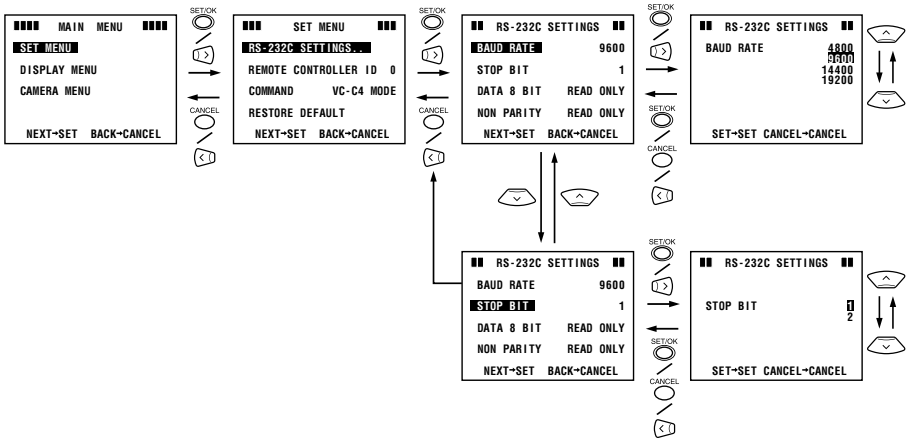 SET/OK
SET/OK
SET/OK
MAIN MENU
SET MENU
DISPLAY MENU
CAMERA MENU
NEXT→SET BACK→CANCEL
CANCEL
SET MENU
RS-232C SETTINGS..
REMOTE CONTROLLER ID 0
COMMAND VC-C4 MODE
RESTORE DEFAULT
NEXT→SET BACK→CANCEL
CANCEL
RS-232C SETTINGS
BAUD RATE 9600
STOP BIT 1
DATA 8 BIT READ ONLY
NON PARITY READ ONLY
NEXT→SET BACK→CANCEL
SET/OK
CANCEL
RS-232C SETTINGS
BAUD RATE 4800
9600
14400
19200
SET→SET CANCEL→CANCEL
RS-232C SETTINGS
BAUD RATE 9600
STOP BIT 1
DATA 8 BIT READ ONLY
NON PARITY READ ONLY
NEXT→SET BACK→CANCEL
SET/OK
SET/OK
CANCEL
RS-232C SETTINGS
STOP BIT 1
2
SET→SET CANCEL→CANCEL